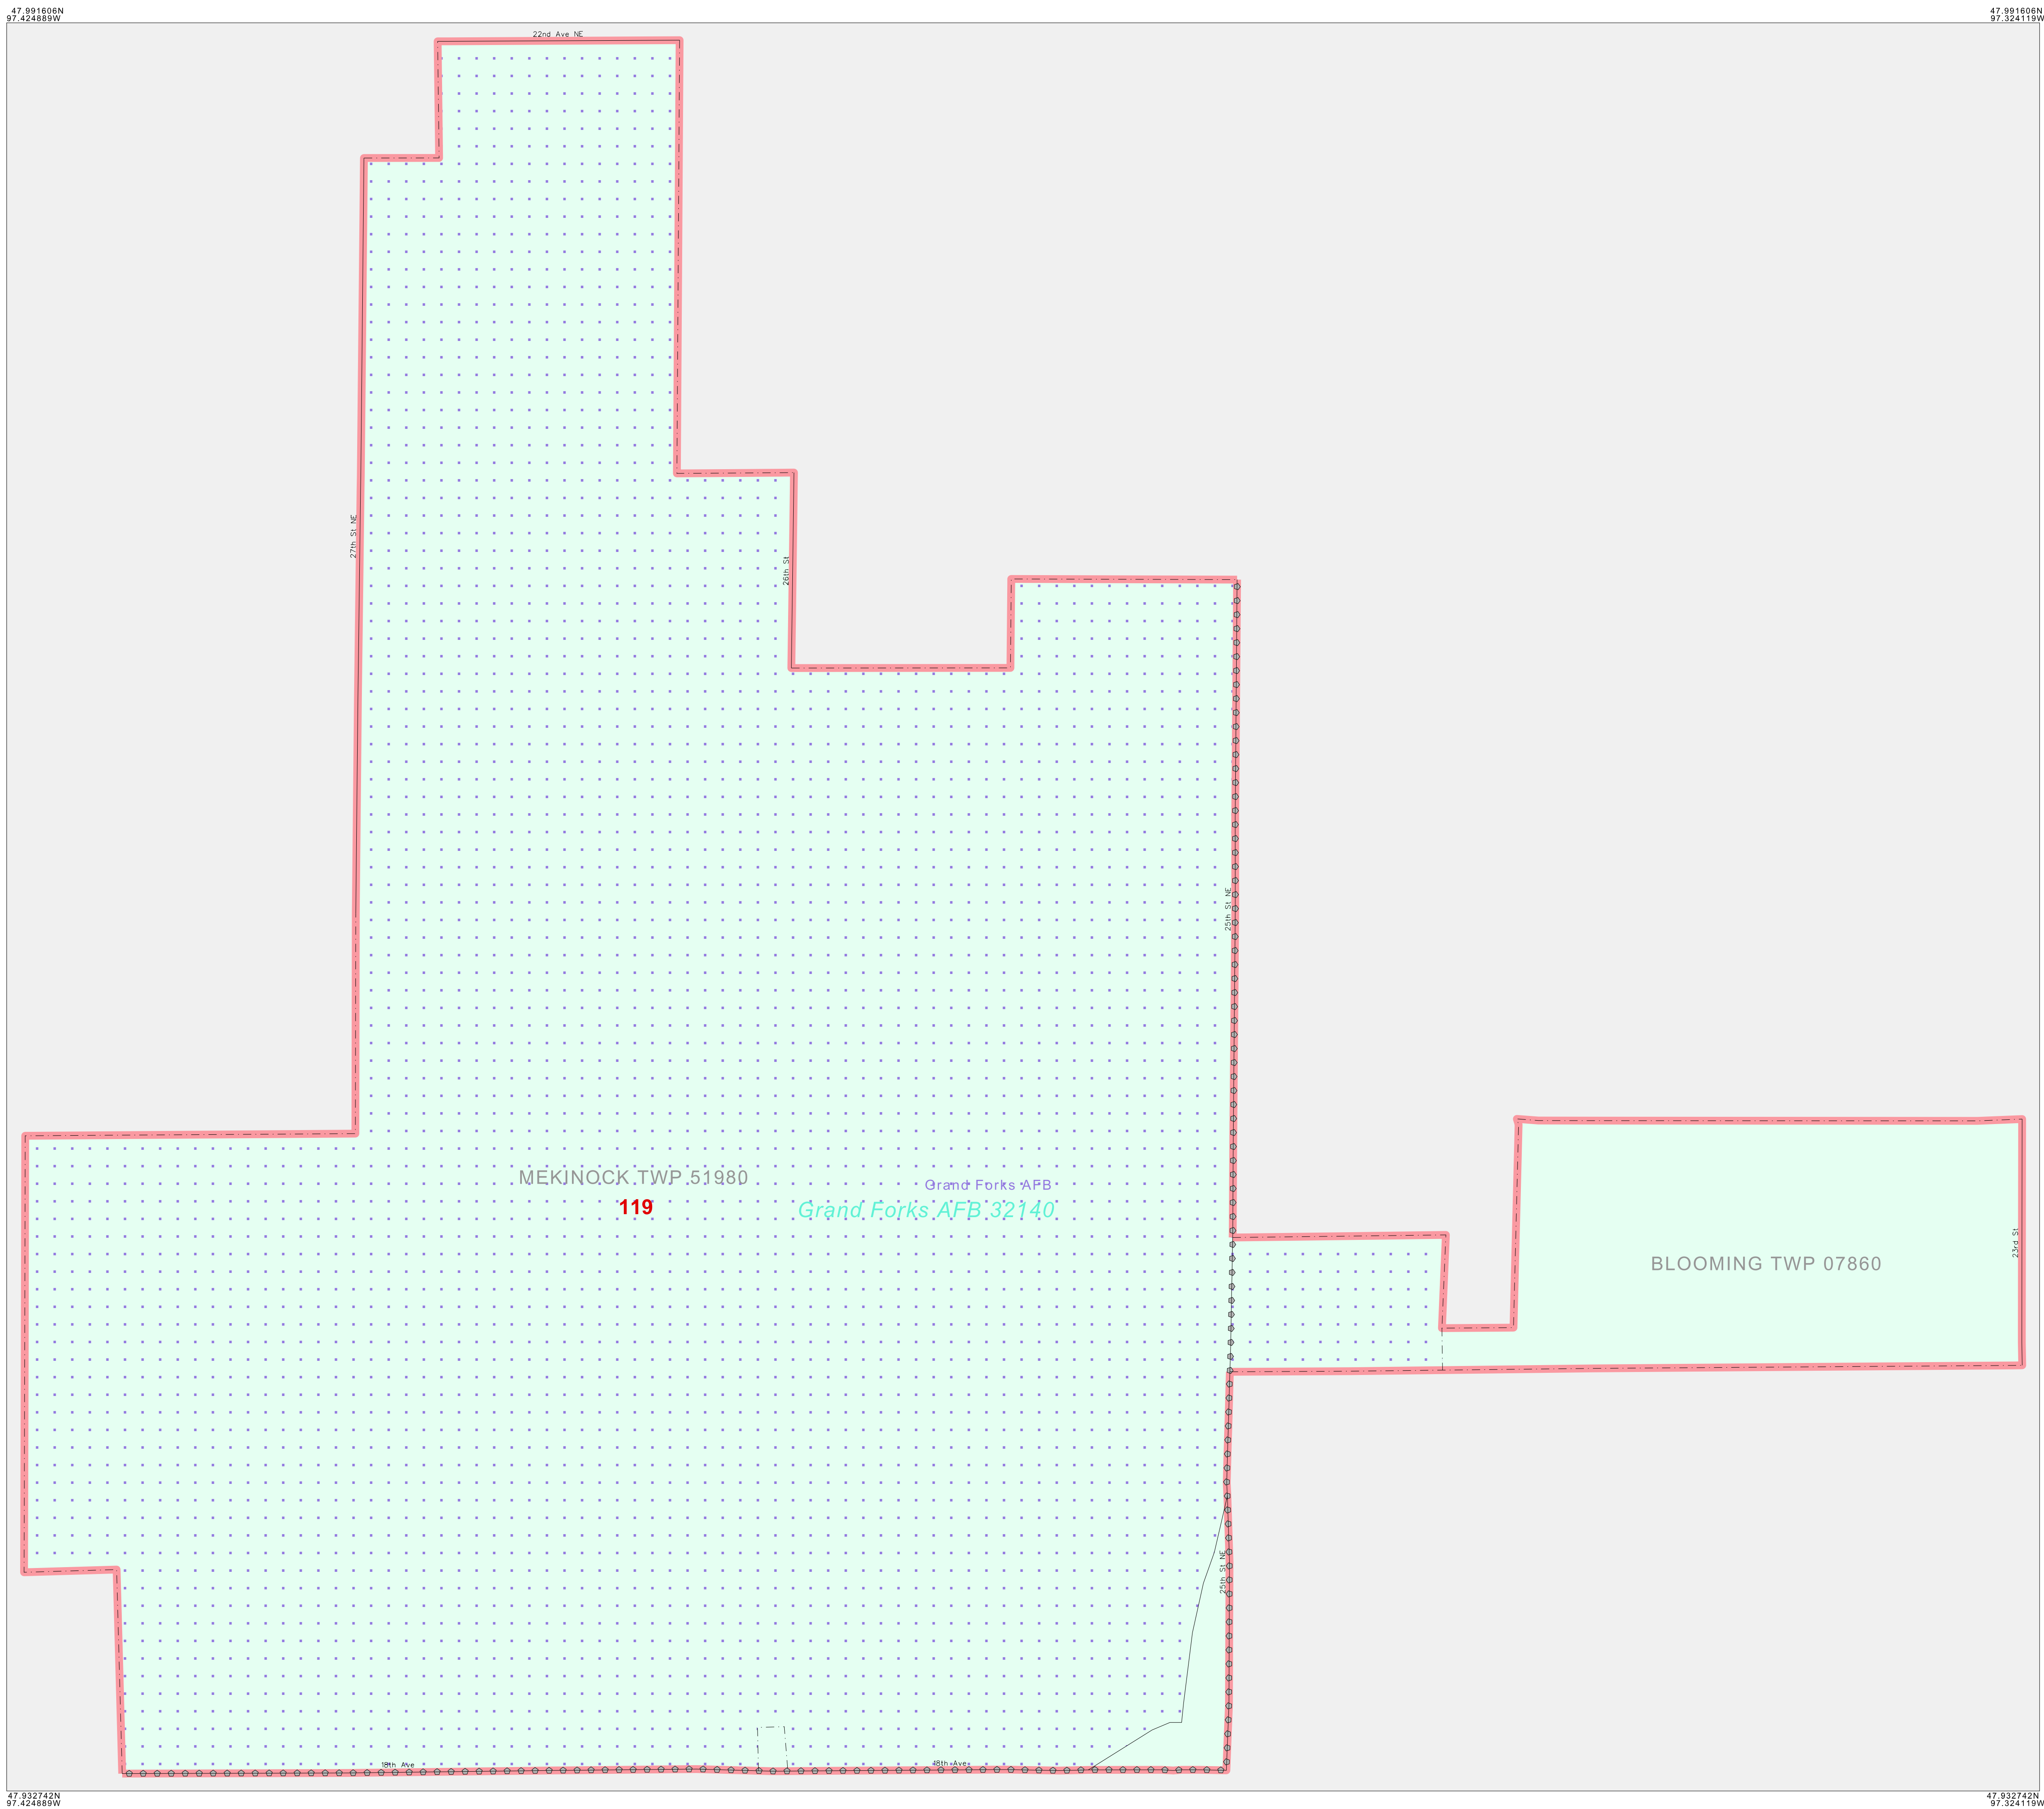 47.991606N
97.424889W
47.991606N
97.324119W
22nd Ave NE
27th St NE
26th St
25th St NE
MEKINOCK TWP 51980
119
Grand Forks AFB
Grand Forks AFB 32140
BLOOMING TWP 07860
23rd St
25th St NE
18th Ave
18th Ave
47.932742N
97.424889W
47.932742N
97.324119W